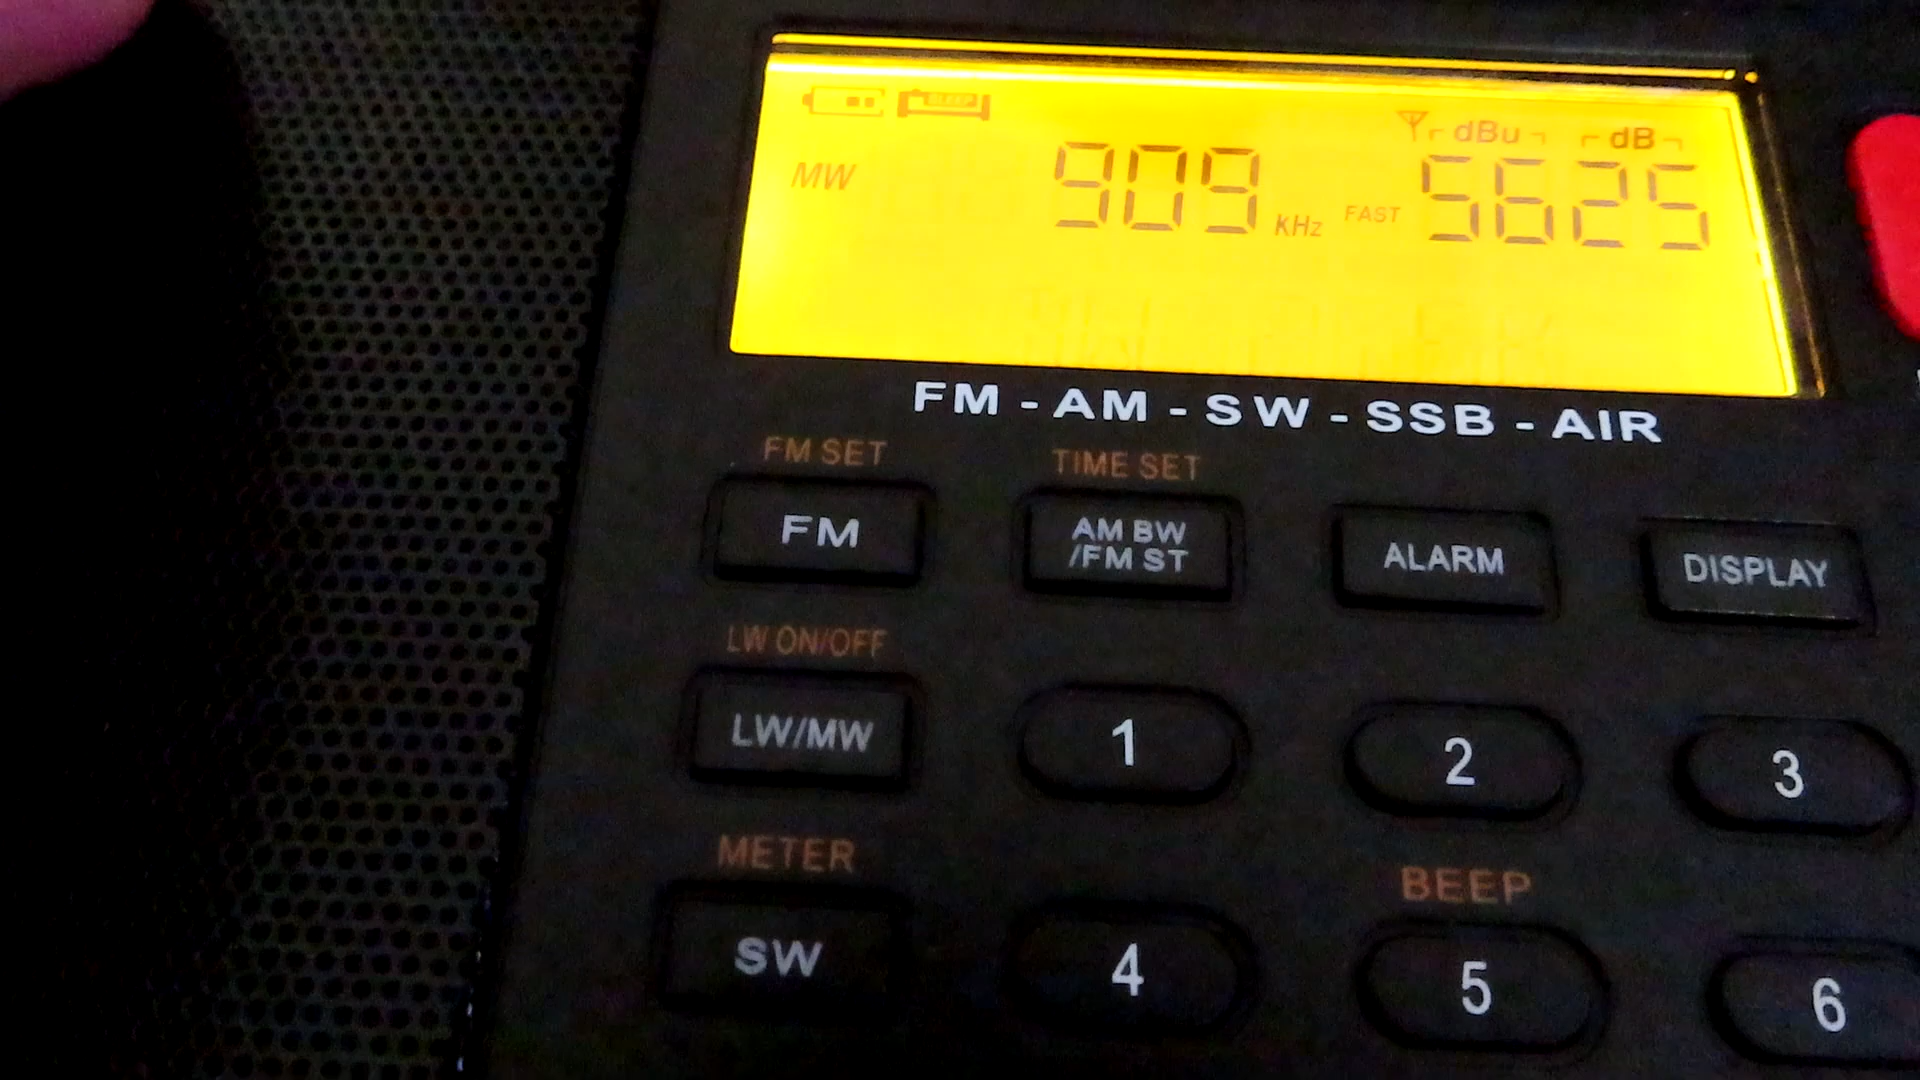 SLEEP
dBu dB
MW 909 KHz FAST 5625
FM - AM - SW - SSB - AIR
FM SET TIME SET
FM AM BW ALARM DISPLAY
/FM ST
LW ON/OFF
LW/MW 1 2 3
METER BEEP
SW 4 5 6